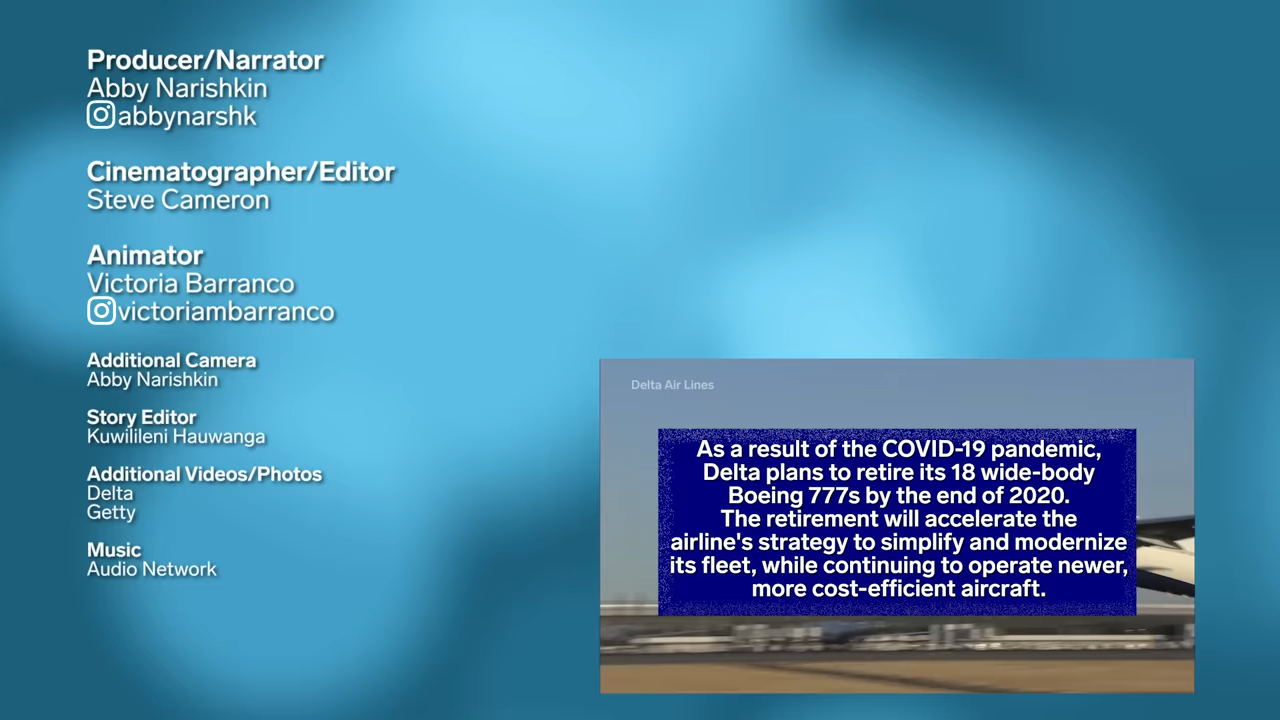 Producer/Narrator
Abby Narishkin
abbynarshk
Cinematographer/Editor
Steve Cameron
Animator
Victoria Barranco
victoriambarranco
Additional Camera
Abby Narishkin
Story Editor
Kuwilileni Hauwanga
Additional Videos/Photos
Delta
Getty
Music
Audio Network
Delta Air Lines
As a result of the COVID-19 pandemic,
Delta plans to retire its 18 wide-body
Boeing 777s by the end of 2020.
The retirement will accelerate the
airline's strategy to simplify and modernize
its fleet, while continuing to operate newer,
more cost-efficient aircraft.